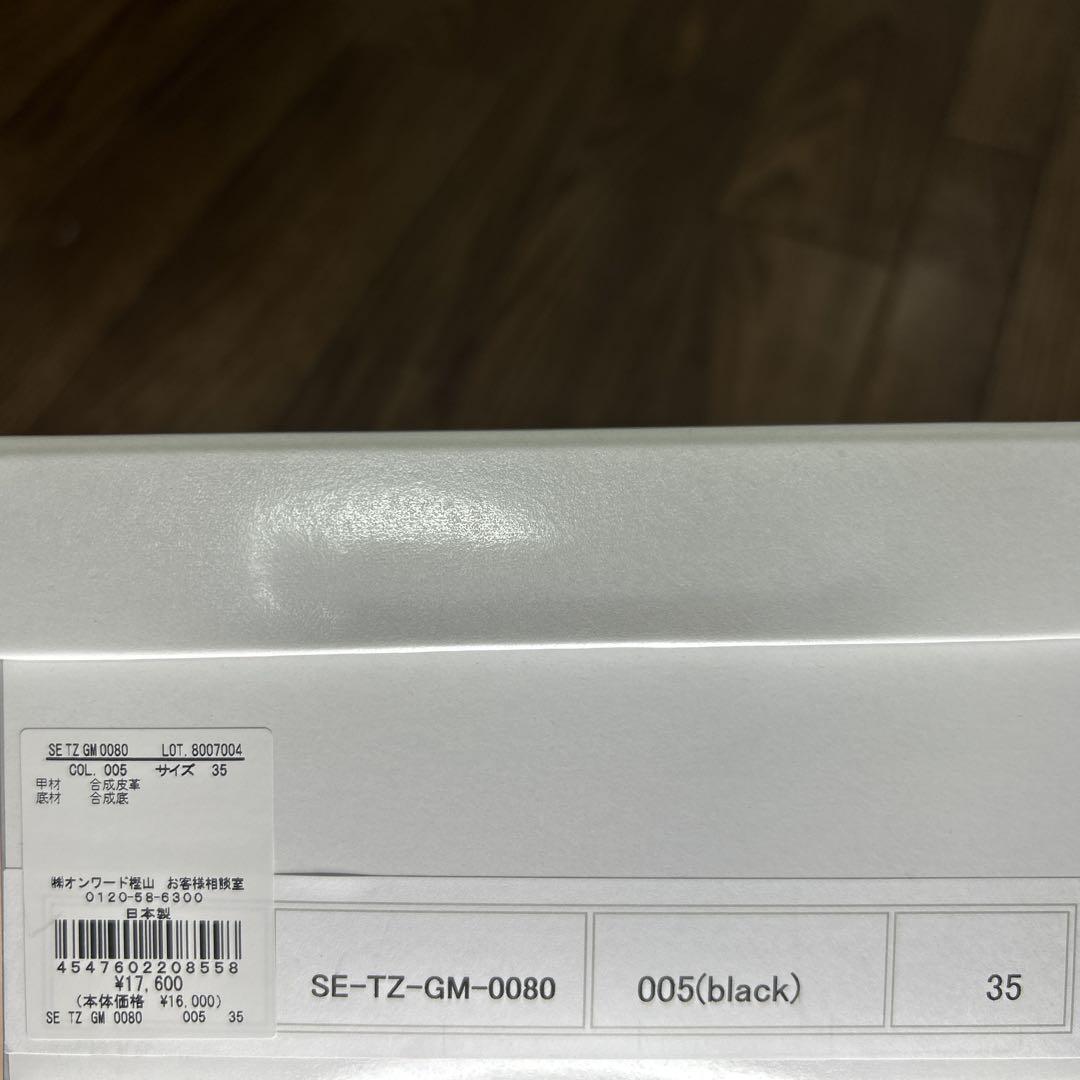 SE TZ GM 0080 LOT. 8007004
COL. 005 サイズ 35
甲材 合成皮革
底材 合成底
㈱オンワード樫山 お客様相談室
0120-58-6300
日本製
4547602208558
¥17,600
(本体価格 ¥16,000)
SE TZ GM 0080 005 35
SE-TZ-GM-0080 005(black) 35